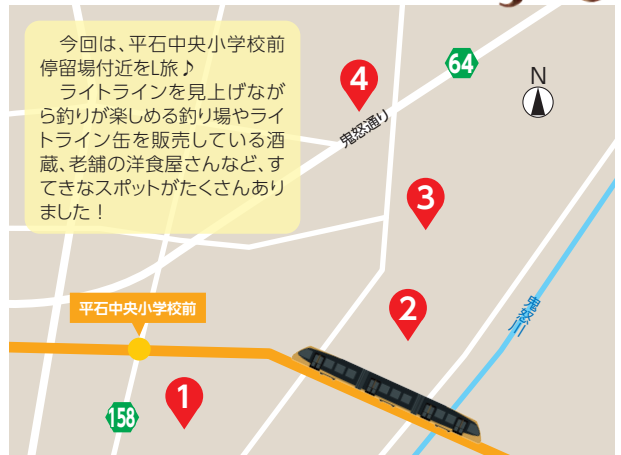 今回は、平石中央小学校前
停留場付近をL旅♪
ライトラインを見上げなが
ら釣りが楽しめる釣り場やライ
トライン缶を販売している酒
蔵、老舗の洋食屋さんなど、す
てきなスポットがたくさんあり
ました！
64
N
4
鬼怒通り
3
平石中央小学校前
2
鬼怒川
1
158